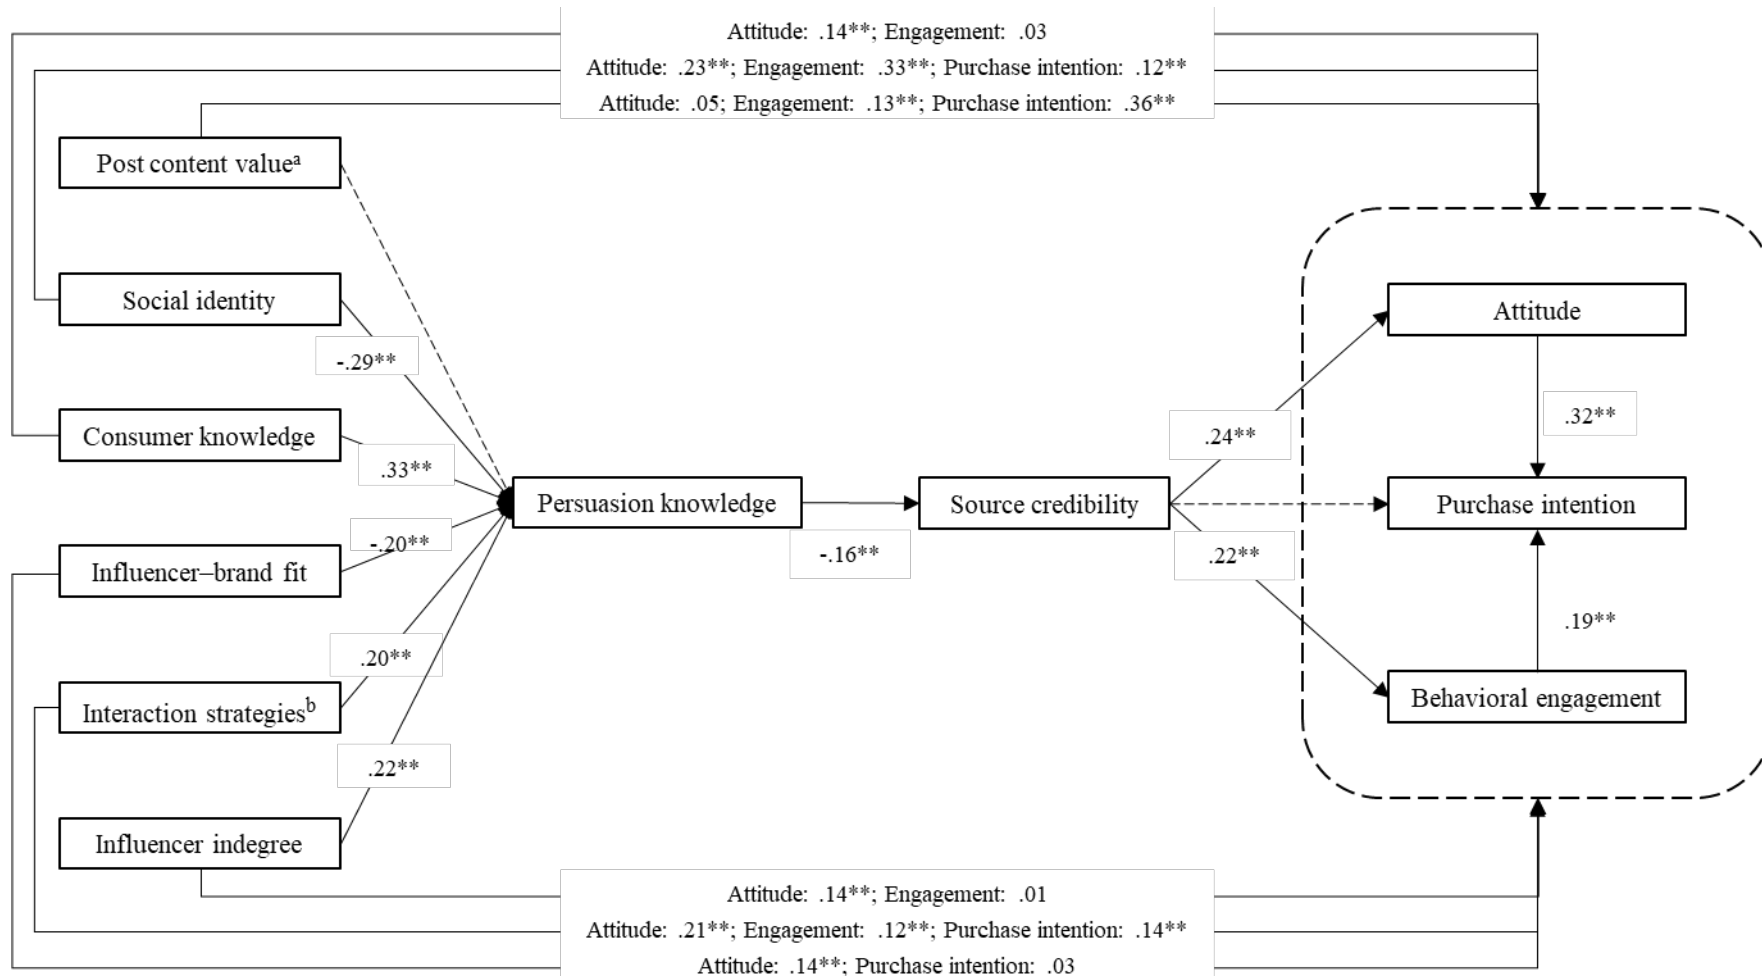 Attitude: .14**; Engagement: .03
Attitude: .23**; Engagement: .33**; Purchase intention: .12**
Attitude: .05; Engagement: .13**; Purchase intention: .36**
Post content valueᵃ
Social identity
-.29**
Consumer knowledge
.33**
Influencer–brand fit
-.20**
Interaction strategiesᵇ
.20**
Influencer indegree
.22**
Persuasion knowledge
-.16**
Source credibility
.24**
.22**
Attitude
.32**
Purchase intention
.19**
Behavioral engagement
Attitude: .14**; Engagement: .01
Attitude: .21**; Engagement: .12**; Purchase intention: .14**
Attitude: .14**; Purchase intention: .03